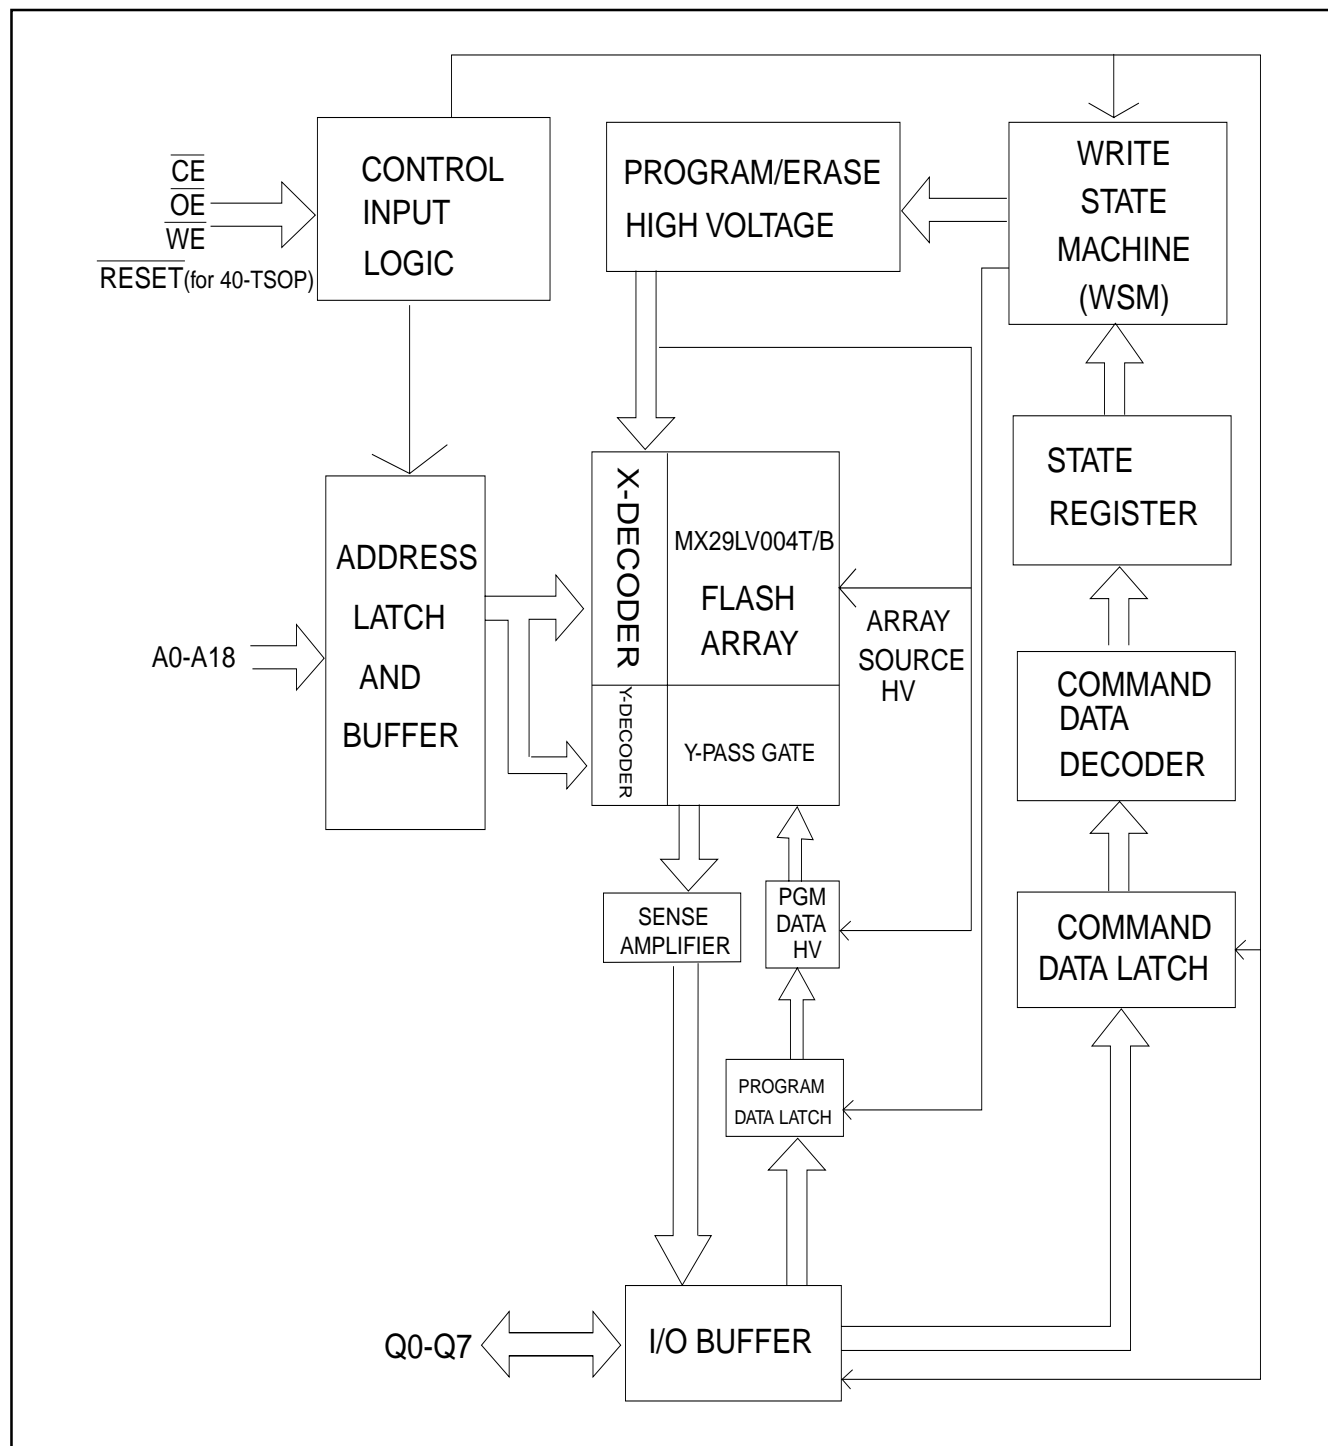 CE
OE
WE
RESET(for 40-TSOP)
CONTROL
INPUT
LOGIC
PROGRAM/ERASE
HIGH VOLTAGE
WRITE
STATE
MACHINE
(WSM)
STATE
REGISTER
X-DECODER
MX29LV004T/B
FLASH
ARRAY
ADDRESS
LATCH
AND
BUFFER
A0-A18
ARRAY
SOURCE
HV
Y-DECODER
Y-PASS GATE
COMMAND
DATA
DECODER
SENSE
AMPLIFIER
PGM
DATA
HV
COMMAND
DATA LATCH
PROGRAM
DATA LATCH
Q0-Q7
I/O BUFFER